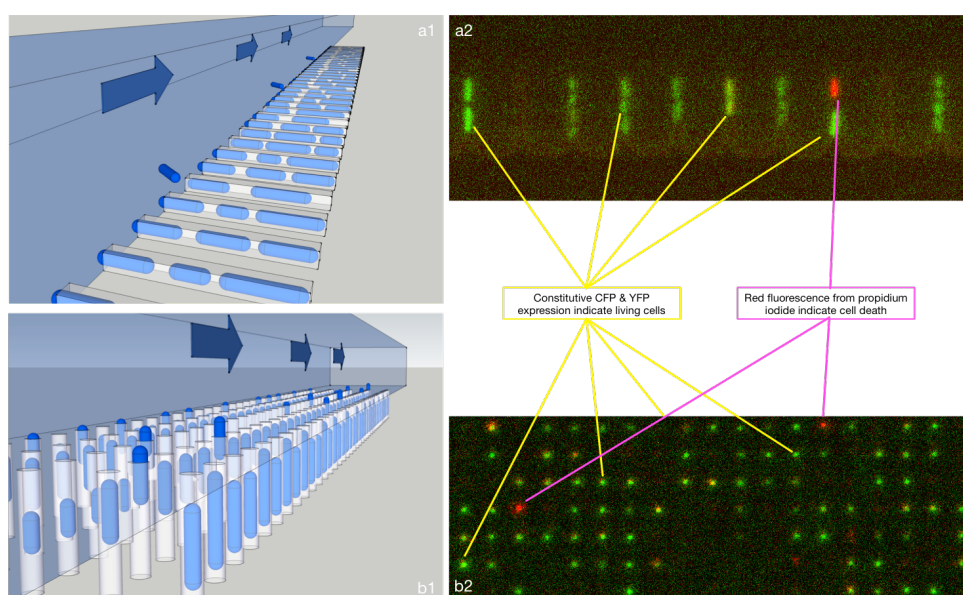 a1
a2
Constitutive CFP & YFP
expression indicate living cells
Red fluorescence from propidium
iodide indicate cell death
b1
b2